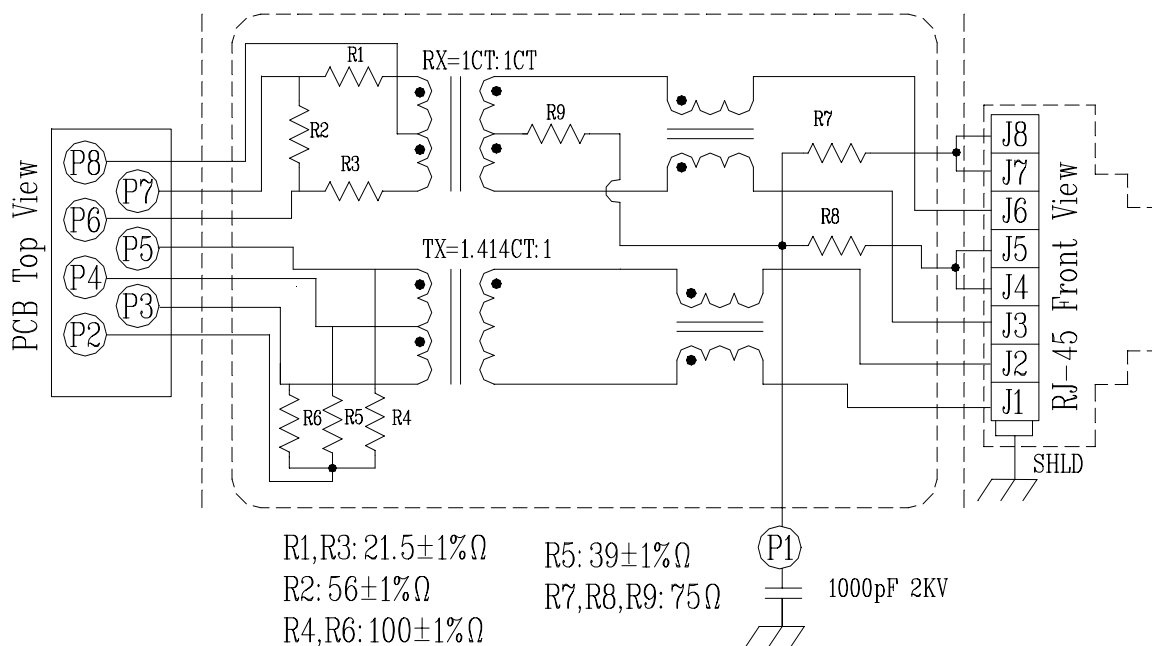 R1
RX=1CT:1CT
R9
R7
R2
R3
R8
TX=1.414CT:1
R6
R5
R4
PCB Top View
P8
P7
P6
P5
P4
P3
P2
J8
J7
J6
J5
J4
J3
J2
J1
RJ-45 Front View
SHLD
P1
1000pF 2KV
R1,R3: 21.5±1%Ω
R2: 56±1%Ω
R4,R6: 100±1%Ω
R5: 39±1%Ω
R7,R8,R9: 75Ω